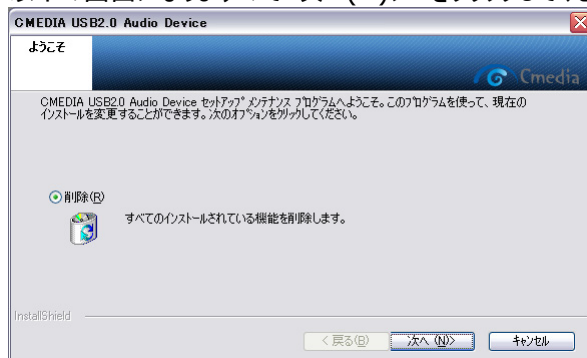 CMEDIA USB2.0 Audio Device
ようこそ
Cmedia
CMEDIA USB2.0 Audio Device セットアップ メンテナンス プログラムへようこそ。このプログラムを使って、現在の
インストールを変更することができます。次のオプションをクリックしてください。
削除(R)
すべてのインストールされている機能を削除します。
InstallShield
< 戻る(B) 次へ (N)> キャンセル